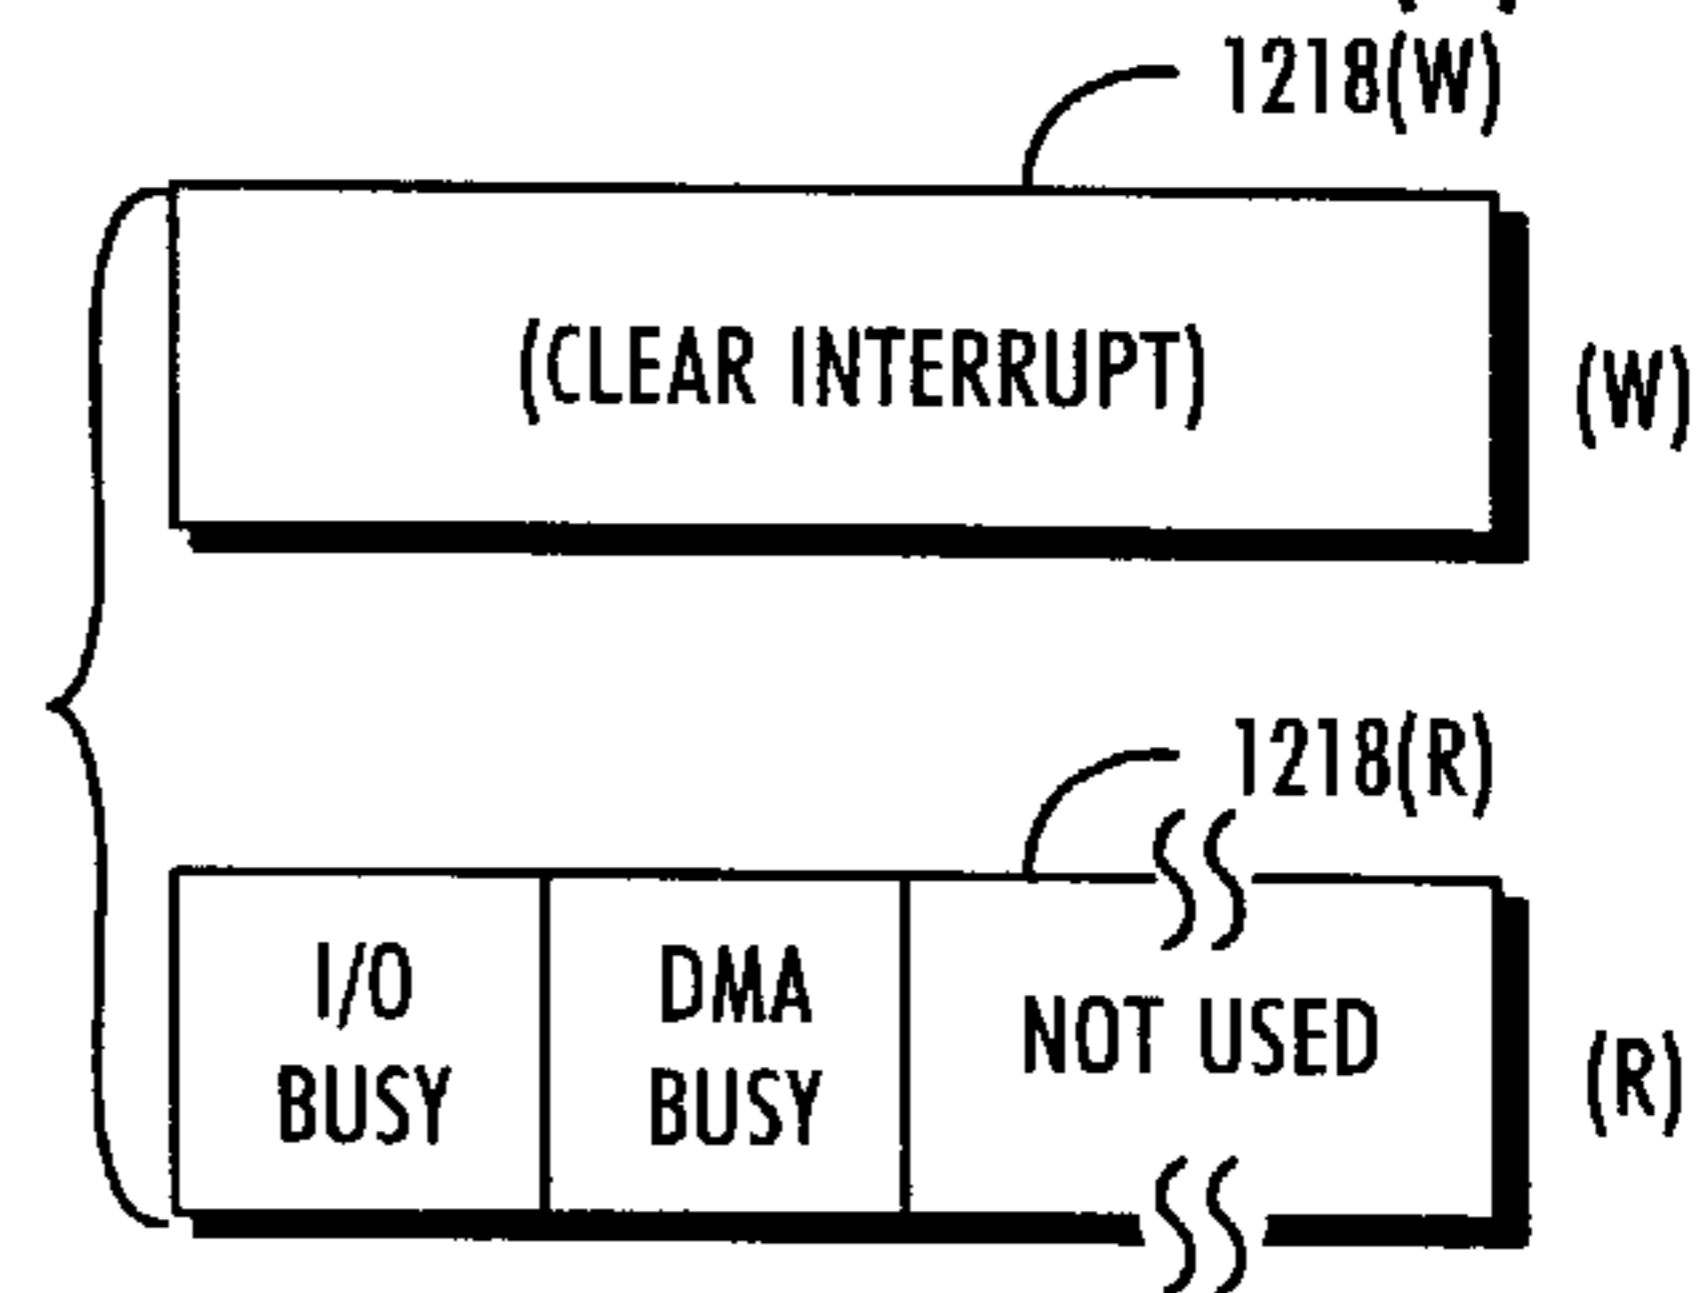 1218(W)
(CLEAR INTERRUPT)
(W)
1218(R)
I/O
BUSY
DMA
BUSY
NOT USED
(R)